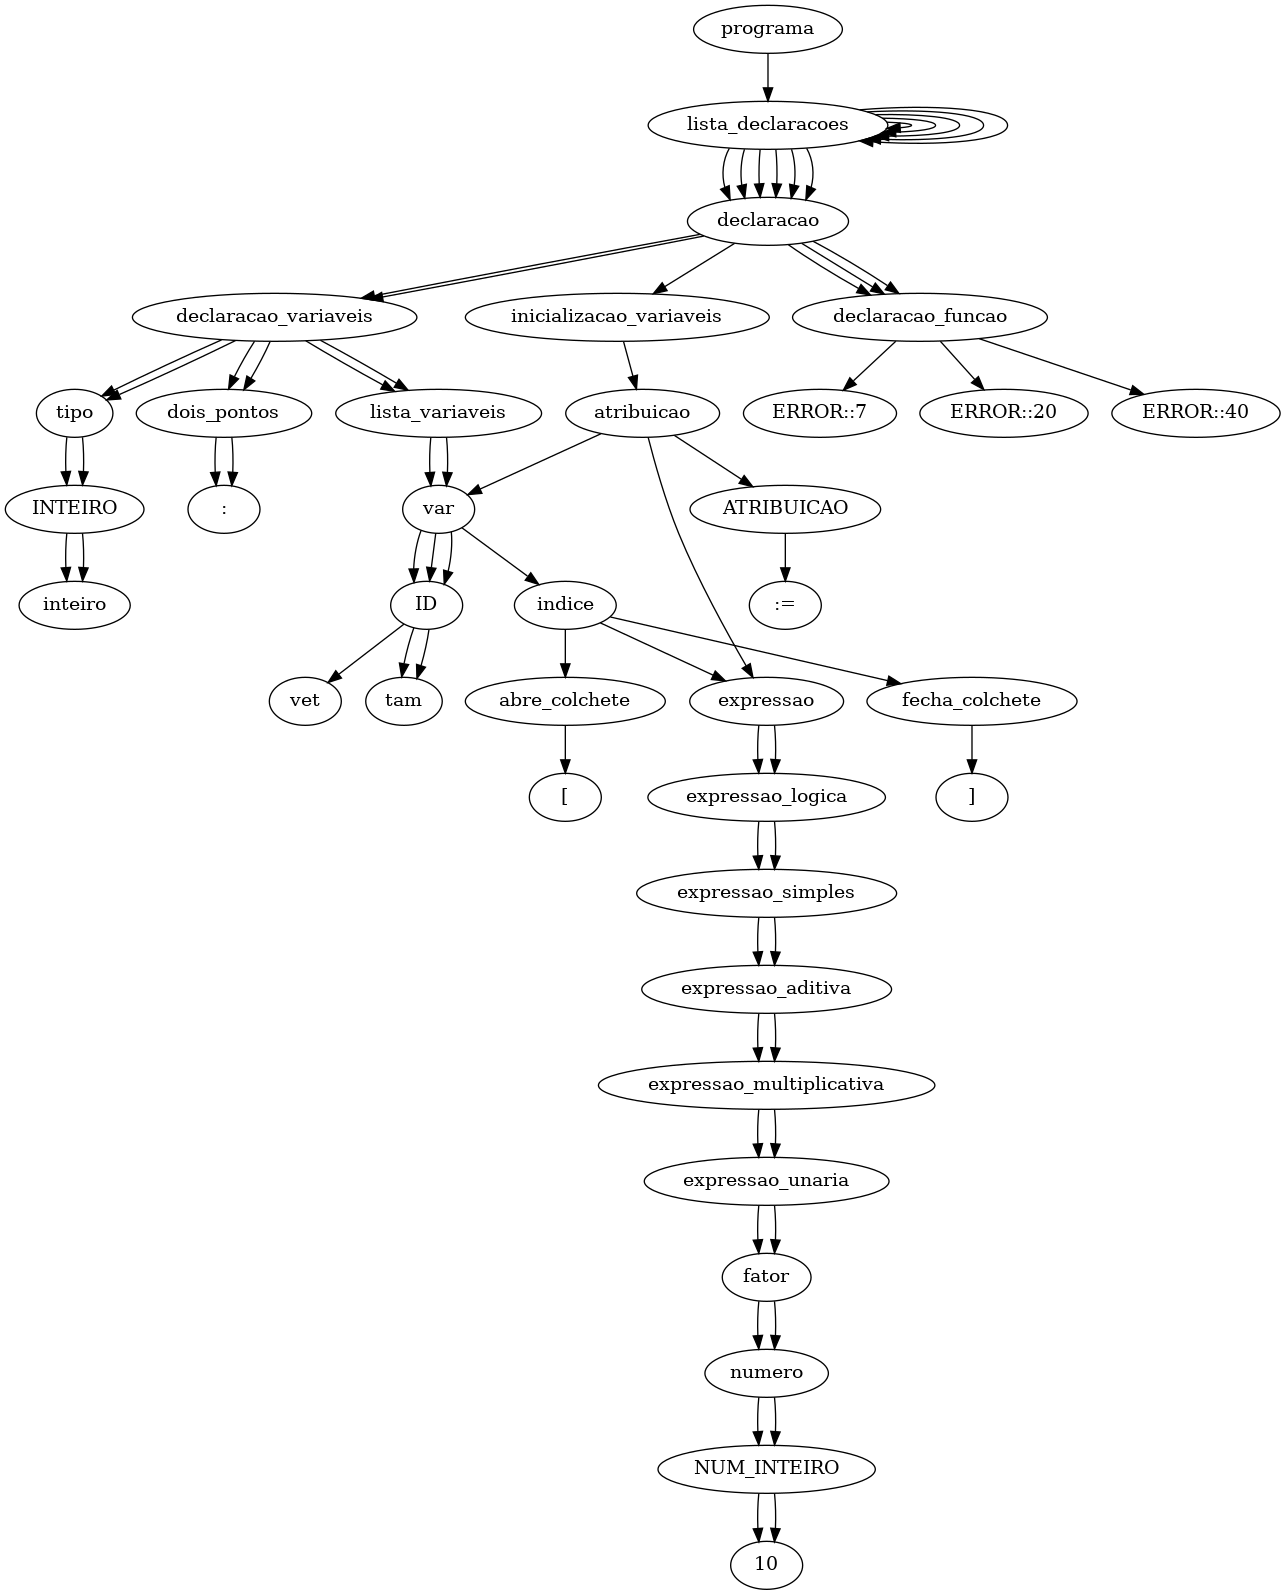 programa
lista_declaracoes
declaracao
declaracao_variaveis
inicializacao_variaveis
declaracao_funcao
tipo
dois_pontos
lista_variaveis
atribuicao
ERROR::7
ERROR::20
ERROR::40
INTEIRO
:
var
ATRIBUICAO
inteiro
ID
indice
:=
vet
tam
abre_colchete
expressao
fecha_colchete
[
expressao_logica
]
expressao_simples
expressao_aditiva
expressao_multiplicativa
expressao_unaria
fator
numero
NUM_INTEIRO
10